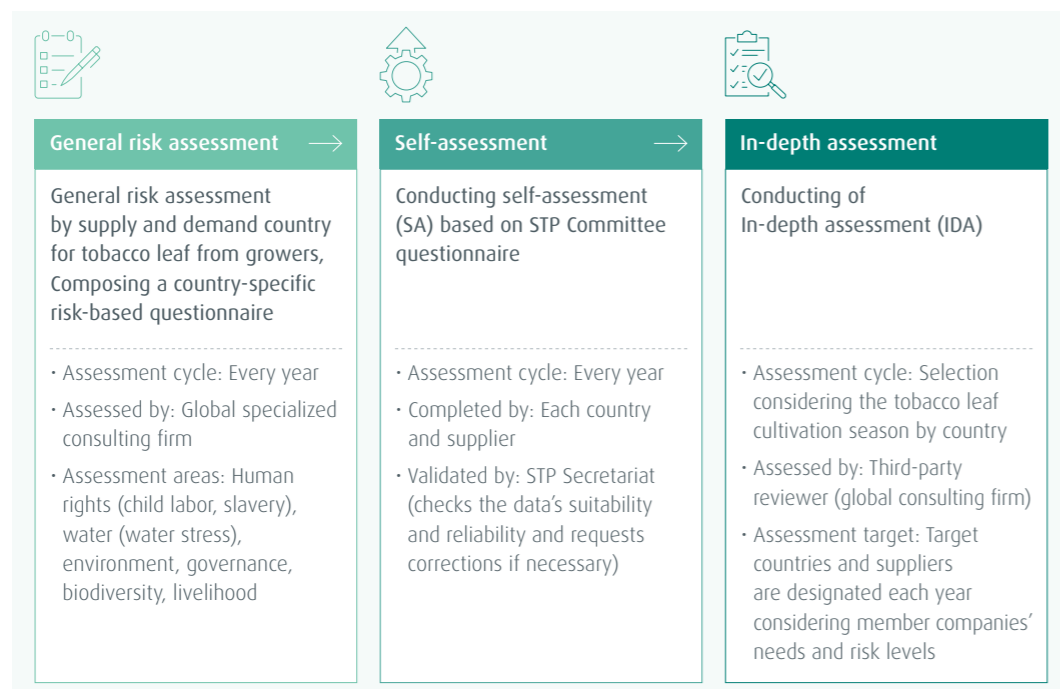 General risk assessment
General risk assessment
by supply and demand country
for tobacco leaf from growers,
Composing a country-specific
risk-based questionnaire
· Assessment cycle: Every year
· Assessed by: Global specialized
consulting firm
· Assessment areas: Human
rights (child labor, slavery),
water (water stress),
environment, governance,
biodiversity, livelihood
Self-assessment
Conducting self-assessment
(SA) based on STP Committee
questionnaire
· Assessment cycle: Every year
· Completed by: Each country
and supplier
· Validated by: STP Secretariat
(checks the data’s suitability
and reliability and requests
corrections if necessary)
In-depth assessment
Conducting of
In-depth assessment (IDA)
· Assessment cycle: Selection
considering the tobacco leaf
cultivation season by country
· Assessed by: Third-party
reviewer (global consulting firm)
· Assessment target: Target
countries and suppliers
are designated each year
considering member companies’
needs and risk levels